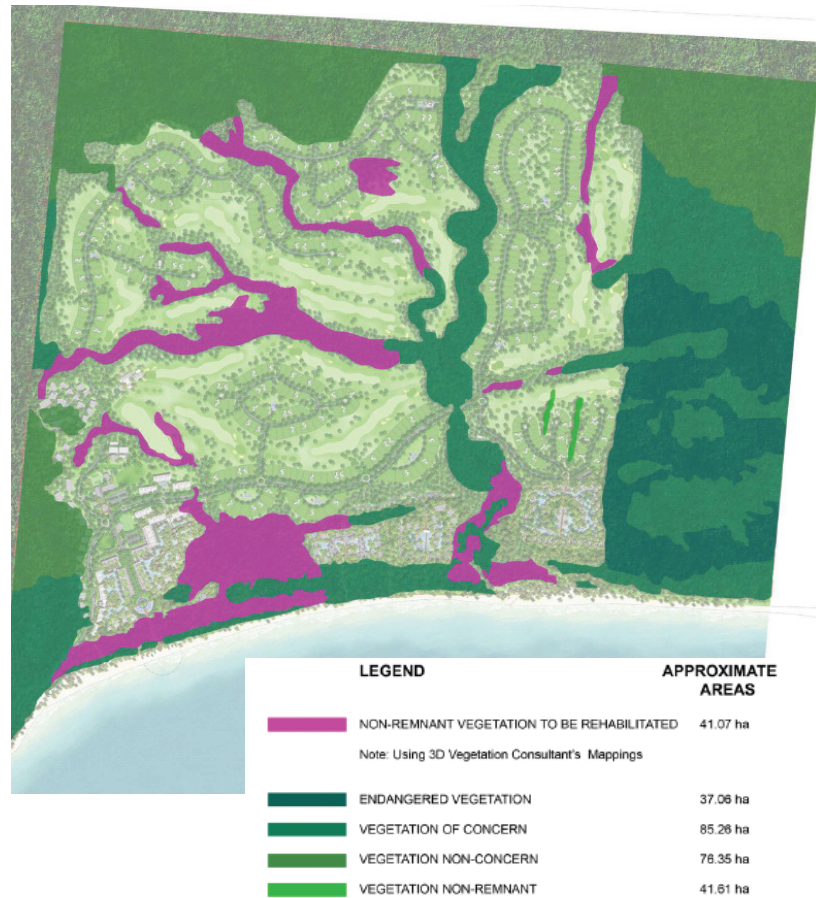 LEGEND APPROXIMATE
AREAS
NON-REMNANT VEGETATION TO BE REHABILITATED 41.07 ha
Note: Using 3D Vegetation Consultant's Mappings
ENDANGERED VEGETATION 37.06 ha
VEGETATION OF CONCERN 85.26 ha
VEGETATION NON-CONCERN 76.35 ha
VEGETATION NON-REMNANT 41.61 ha